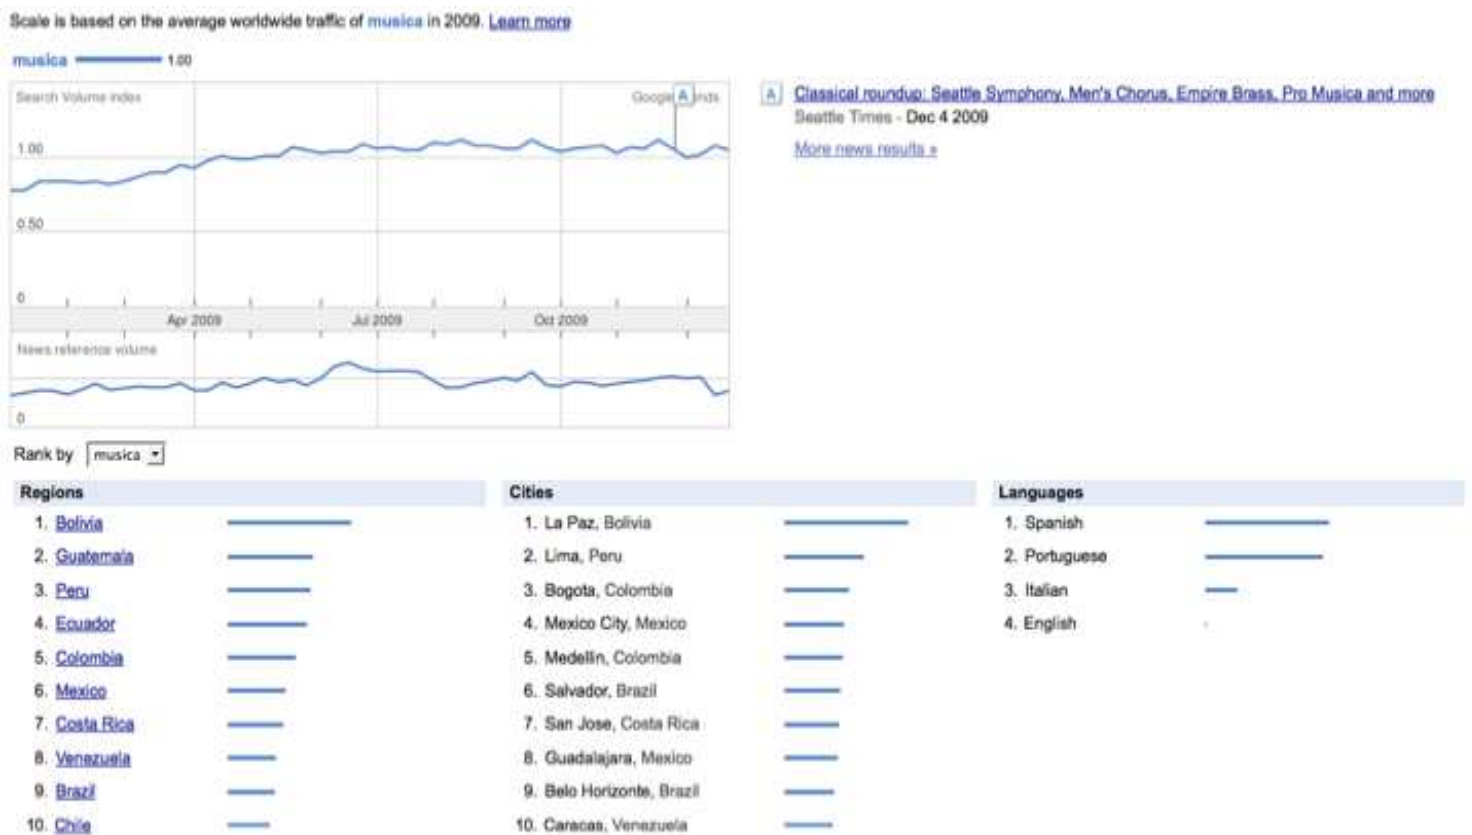 Scale is based on the average worldwide traffic of musica in 2009. Learn more
musica 1.00
Search Volume index
Google
A
1.00
0.50
0
Apr 2009 Jul 2009 Oct 2009
News reference volume
0
A Classical roundup: Seattle Symphony, Men's Chorus, Empire Brass, Pro Musica and more
Seattle Times - Dec 4 2009
More news results »
Rank by musica
Regions
1. Bolivia
2. Guatemala
3. Peru
4. Ecuador
5. Colombia
6. Mexico
7. Costa Rica
8. Venezuela
9. Brazil
10. Chile
Cities
1. La Paz, Bolivia
2. Lima, Peru
3. Bogota, Colombia
4. Mexico City, Mexico
5. Medellin, Colombia
6. Salvador, Brazil
7. San Jose, Costa Rica
8. Guadalajara, Mexico
9. Belo Horizonte, Brazil
10. Caracas, Venezuela
Languages
1. Spanish
2. Portuguese
3. Italian
4. English